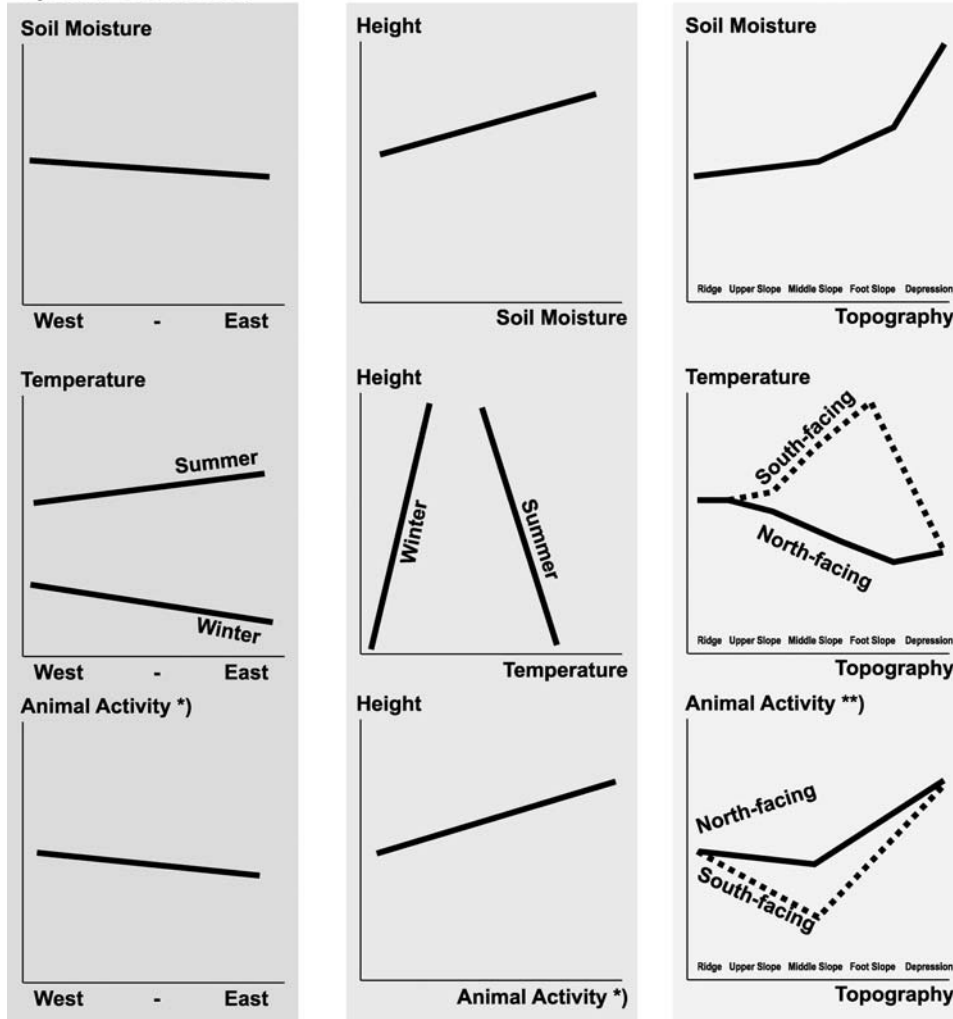 Soil Moisture
West - East
Height
Soil Moisture
Soil Moisture
Ridge Upper Slope Middle Slope Foot Slope Depression
Topography
Temperature
Summer
Winter
West - East
Height
Winter
Summer
Temperature
Temperature
South-facing
North-facing
Ridge Upper Slope Middle Slope Foot Slope Depression
Topography
Animal Activity *)
West - East
Height
Animal Activity *)
Animal Activity **)
North-facing
South-facing
Ridge Upper Slope Middle Slope Foot Slope Depression
Topography